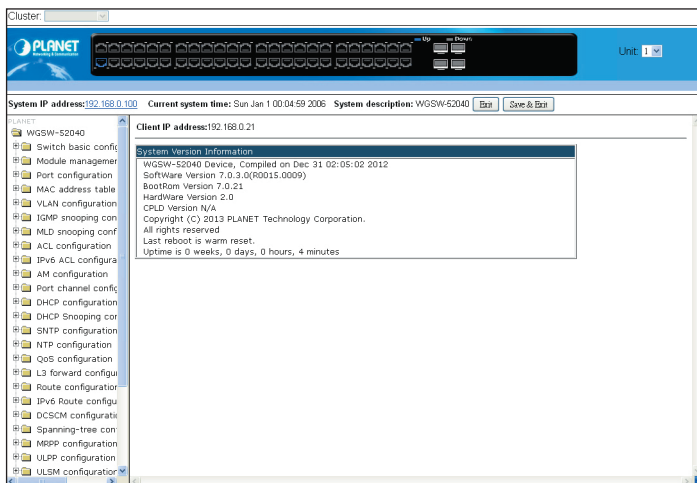 Cluster:
Up Down
PLANET
Networking & Communication
Unit: 1
System IP address:192.168.0.100 Current system time: Sun Jan 1 00:04:59 2006 System description: WGSW-52040 Exit Save & Exit
PLANET
WGSW-52040
Switch basic config
Module managemer
Port configuration
MAC address table
VLAN configuration
IGMP snooping con
MLD snooping conf
ACL configuration
IPv6 ACL configura
AM configuration
Port channel config
DHCP configuration
DHCP Snooping cor
SNTP configuration
NTP configuration
QoS configuration
L3 forward configur
Route configuration
IPv6 Route configu
DCSCM configuratio
Spanning-tree con
MRPP configuration
ULPP configuration
ULSM configuration
Client IP address:192.168.0.21
System Version Information
WGSW-52040 Device, Compiled on Dec 31 02:05:02 2012
SoftWare Version 7.0.3.0(R0015.0009)
BootRom Version 7.0.21
HardWare Version 2.0
CPLD Version N/A
Copyright (C) 2013 PLANET Technology Corporation.
All rights reserved
Last reboot is warm reset.
Uptime is 0 weeks, 0 days, 0 hours, 4 minutes